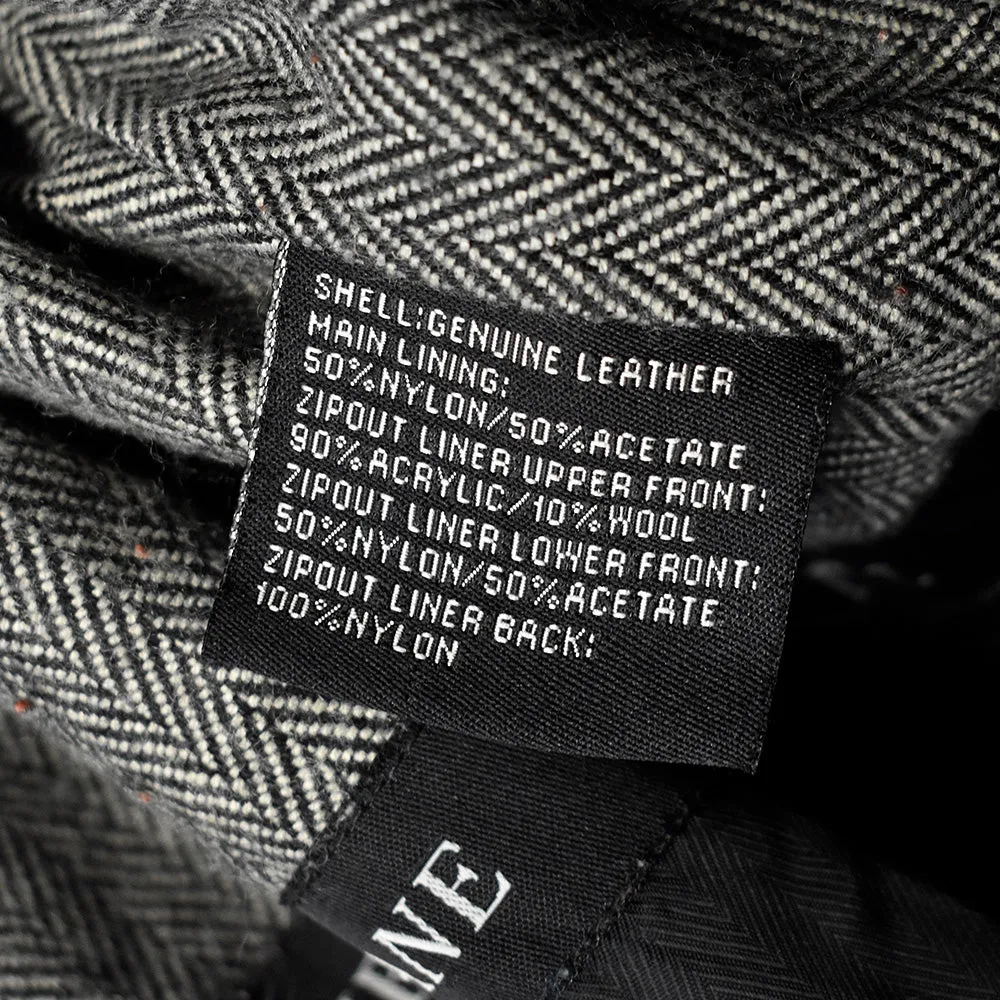 SHELL:GENUINE LEATHER
MAIN LINING:
50%NYLON/50%ACETATE
ZIPOUT LINER UPPER FRONT:
90%ACRYLIC/10%WOOL
ZIPOUT LINER LOWER FRONT:
50%NYLON/50%ACETATE
ZIPOUT LINER BACK:
100%NYLON